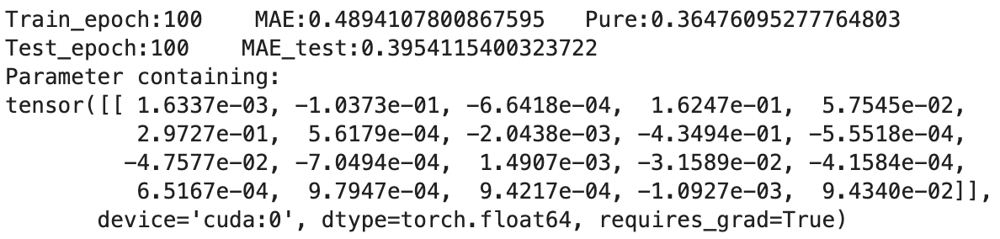 Train_epoch:100    MAE:0.4894107800867595   Pure:0.36476095277764803
Test_epoch:100    MAE_test:0.3954115400323722
Parameter containing:
tensor([[ 1.6337e-03, -1.0373e-01, -6.6418e-04,  1.6247e-01,  5.7545e-02,
          2.9727e-01,  5.6179e-04, -2.0438e-03, -4.3494e-01, -5.5518e-04,
         -4.7577e-02, -7.0494e-04,  1.4907e-03, -3.1589e-02, -4.1584e-04,
          6.5167e-04,  9.7947e-04,  9.4217e-04, -1.0927e-03,  9.4340e-02]],
       device='cuda:0', dtype=torch.float64, requires_grad=True)